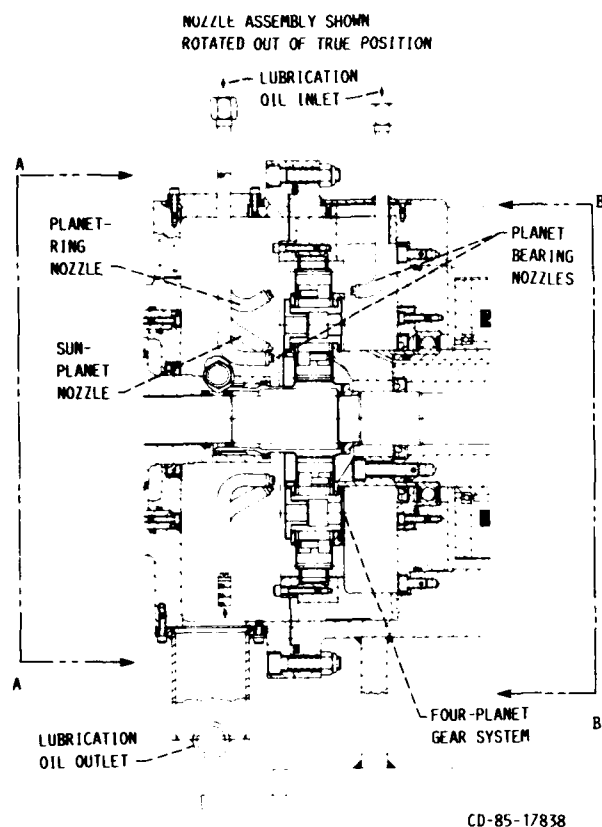 NOZZLE ASSEMBLY SHOWN
ROTATED OUT OF TRUE POSITION
LUBRICATION
OIL INLET
A
B
PLANET-
RING
NOZZLE
PLANET
BEARING
NOZZLES
SUN-
PLANET
NOZZLE
A
B
FOUR-PLANET
GEAR SYSTEM
LUBRICATION
OIL OUTLET
CD-85-17838